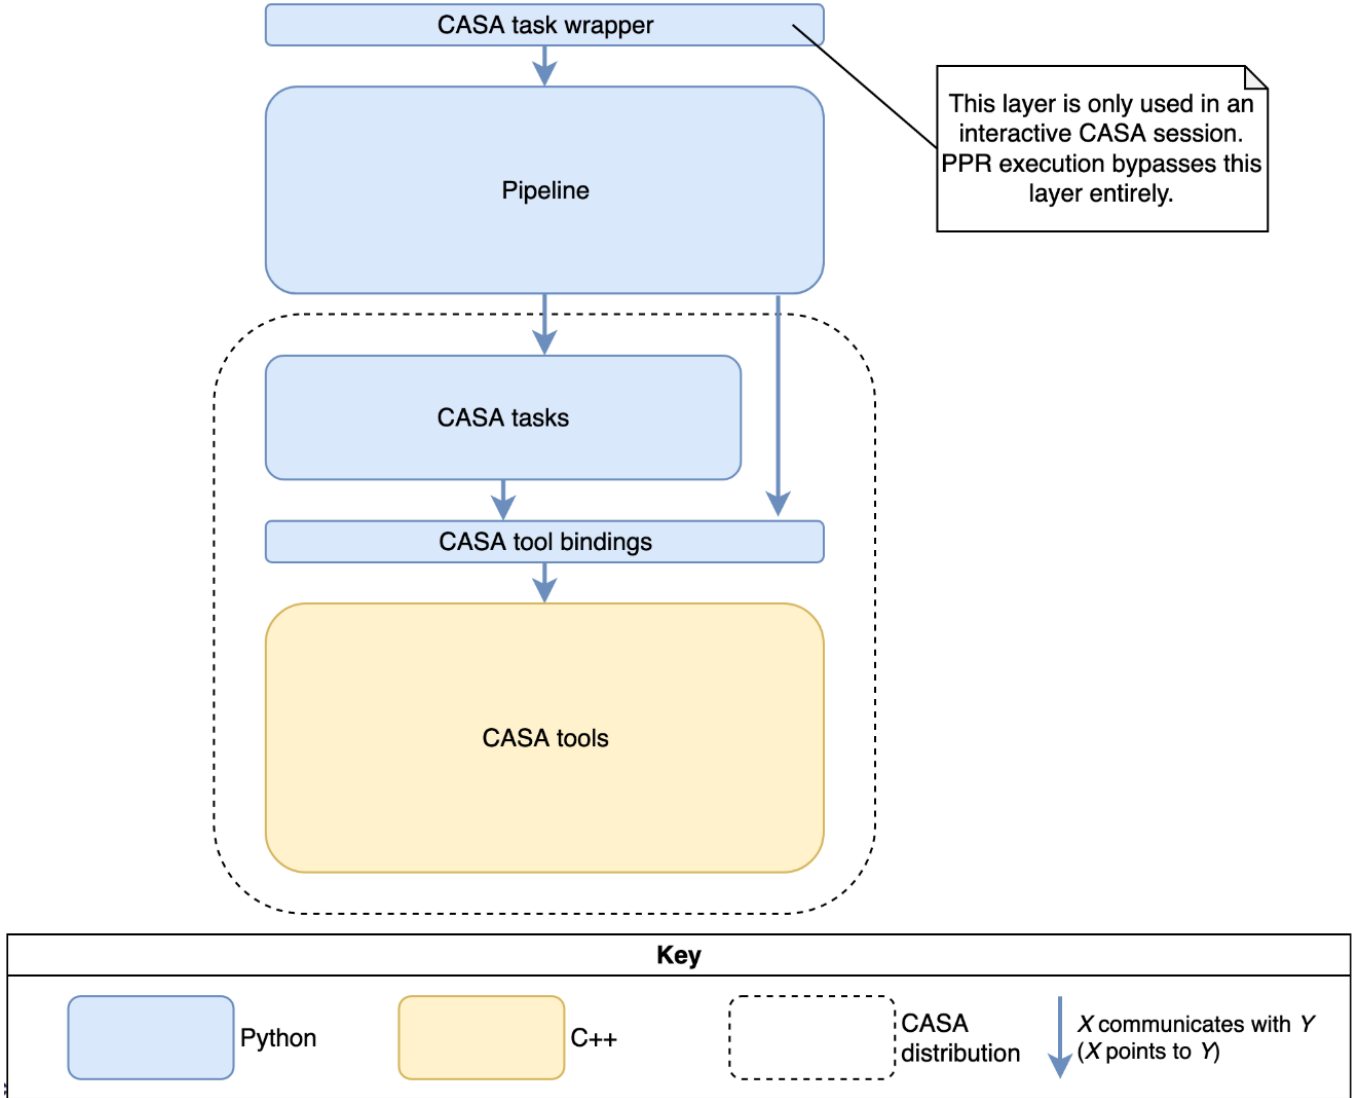 CASA task wrapper
This layer is only used in an
interactive CASA session.
PPR execution bypasses this
layer entirely.
Pipeline
CASA tasks
CASA tool bindings
CASA tools
Key
Python
C++
CASA
distribution
X communicates with Y
(X points to Y)